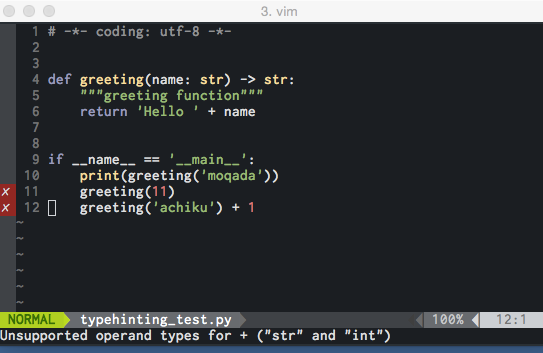 3. vim
1 # -*- coding: utf-8 -*-
2
3
4 def greeting(name: str) -> str:
5     """greeting function"""
6     return 'Hello ' + name
7
8
9 if __name__ == '__main__':
10     print(greeting('moqada'))
✗ 11     greeting(11)
✗ 12     greeting('achiku') + 1
~
~
~
~
~
~
NORMAL typehinting_test.py 100% 12:1
Unsupported operand types for + ("str" and "int")